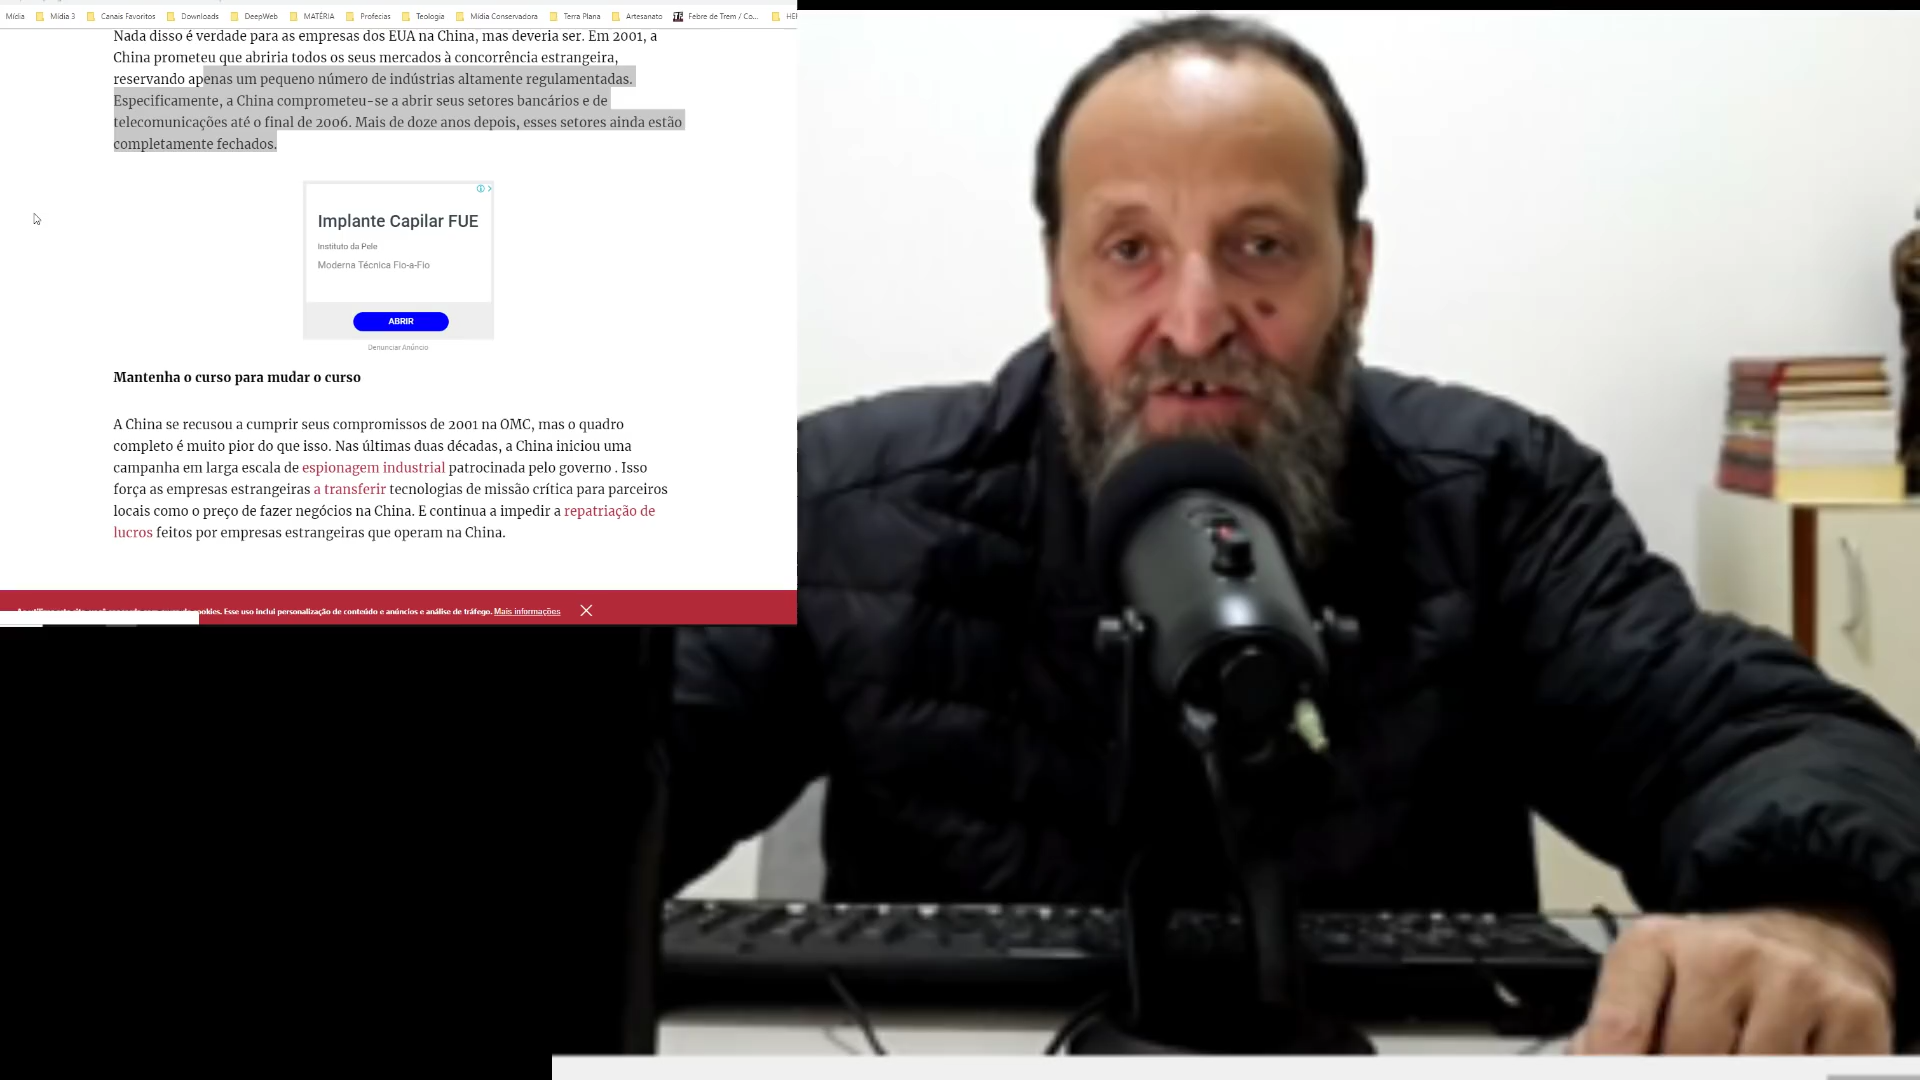 Mídia Mídia 3 Canais Favoritos Downloads DeepWeb MATÉRIA Profecias Teologia Mídia Conservadora Terra Plana Artesanato Febre de Trem / Co...
Nada disso é verdade para as empresas dos EUA na China, mas deveria ser. Em 2001, a
China prometeu que abriria todos os seus mercados à concorrência estrangeira,
reservando apenas um pequeno número de indústrias altamente regulamentadas.
Especificamente, a China comprometeu-se a abrir seus setores bancários e de
telecomunicações até o final de 2006. Mais de doze anos depois, esses setores ainda estão
completamente fechados.
Implante Capilar FUE
Instituto da Pele
Moderna Técnica Fio-a-Fio
ABRIR
Denunciar Anúncio
Mantenha o curso para mudar o curso
A China se recusou a cumprir seus compromissos de 2001 na OMC, mas o quadro
completo é muito pior do que isso. Nas últimas duas décadas, a China iniciou uma
campanha em larga escala de espionagem industrial patrocinada pelo governo . Isso
força as empresas estrangeiras a transferir tecnologias de missão crítica para parceiros
locais como o preço de fazer negócios na China. E continua a impedir a repatriação de
lucros feitos por empresas estrangeiras que operam na China.
Esse uso inclui personalização de conteúdo e anúncios e análise de tráfego. Mais informações